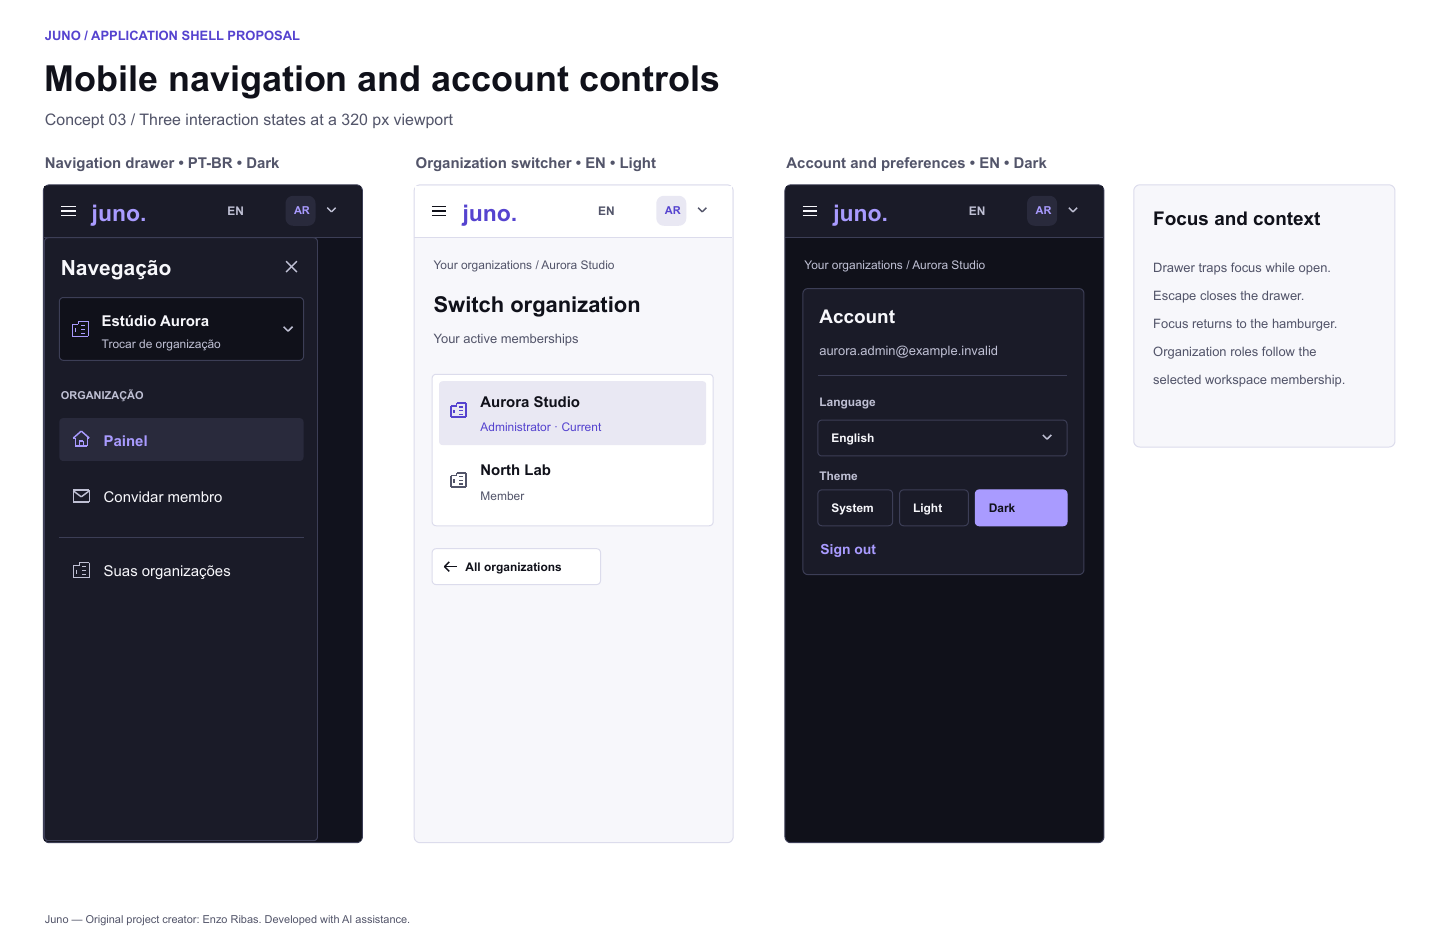 JUNO / APPLICATION SHELL PROPOSAL
Mobile navigation and account controls
Concept 03 / Three interaction states at a 320 px viewport
Navigation drawer • PT-BR • Dark
juno.
EN
AR
Navegação
Estúdio Aurora
Trocar de organização
ORGANIZAÇÃO
Painel
Convidar membro
Suas organizações
Organization switcher • EN • Light
juno.
EN
AR
Your organizations / Aurora Studio
Switch organization
Your active memberships
Aurora Studio
Administrator · Current
North Lab
Member
All organizations
Account and preferences • EN • Dark
juno.
EN
AR
Your organizations / Aurora Studio
Account
aurora.admin@example.invalid
Language
English
Theme
System
Light
Dark
Sign out
Focus and context
Drawer traps focus while open.
Escape closes the drawer.
Focus returns to the hamburger.
Organization roles follow the
selected workspace membership.
Juno — Original project creator: Enzo Ribas. Developed with AI assistance.